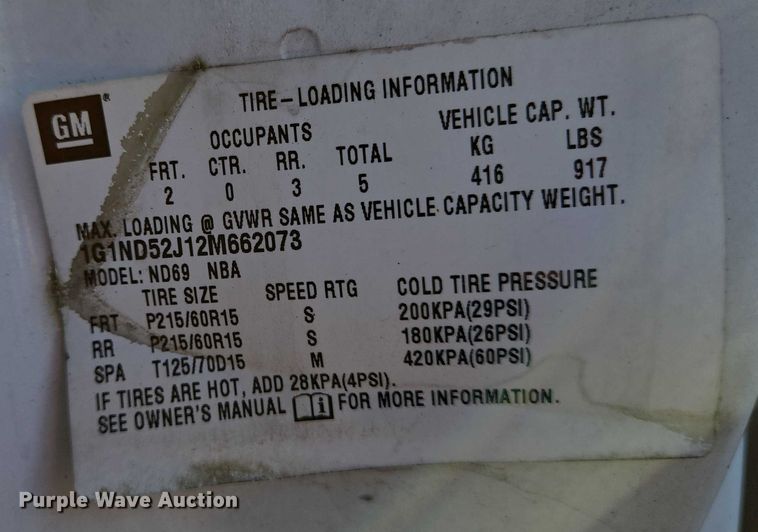 GM®
TIRE-LOADING INFORMATION
OCCUPANTS VEHICLE CAP. WT.
FRT. CTR. RR. TOTAL KG LBS
2 0 3 5 416 917
MAX. LOADING @ GVWR SAME AS VEHICLE CAPACITY WEIGHT.
1G1ND52J12M662073
MODEL: ND69 NBA
TIRE SIZE SPEED RTG COLD TIRE PRESSURE
FRT P215/60R15 S 200KPA(29PSI)
RR P215/60R15 S 180KPA(26PSI)
SPA T125/70D15 M 420KPA(60PSI)
IF TIRES ARE HOT, ADD 28KPA(4PSI).
SEE OWNER'S MANUAL i FOR MORE INFORMATION.
Purple Wave Auction